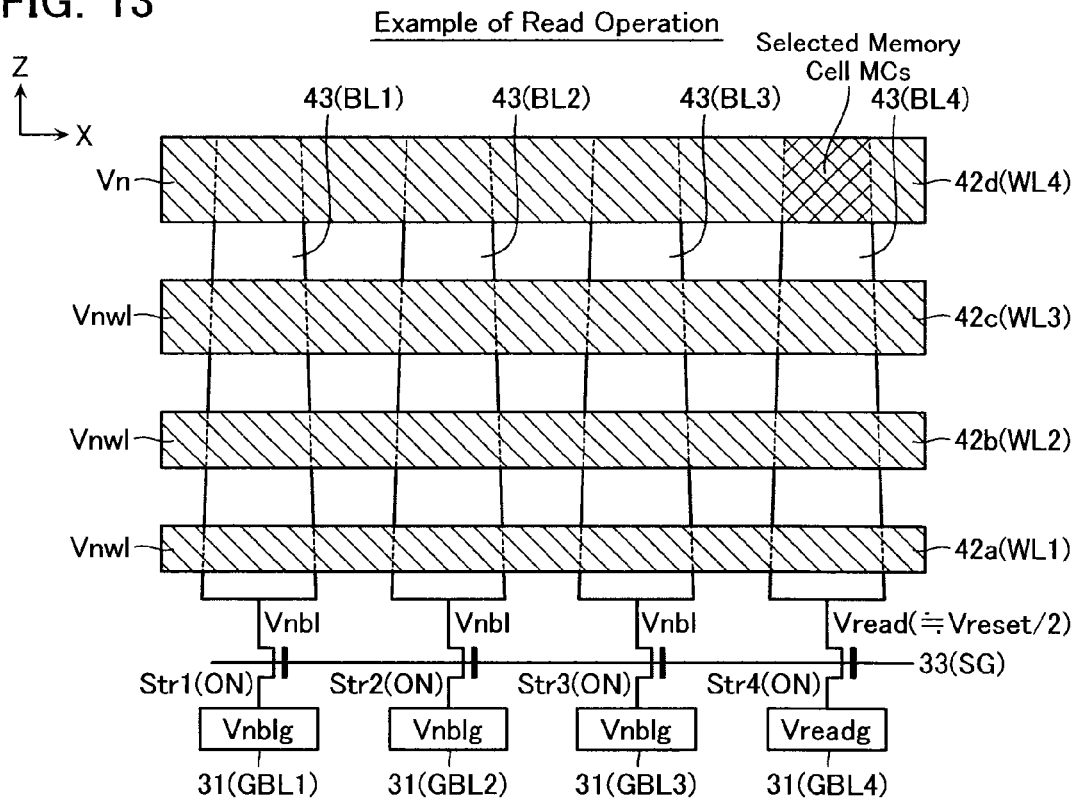 FIG. 13
Example of Read Operation
Selected Memory
Cell MCs
Z
X
43(BL1) 43(BL2) 43(BL3) 43(BL4)
Vn 42d(WL4)
Vnwl 42c(WL3)
Vnwl 42b(WL2)
Vnwl 42a(WL1)
Vnbl Vnbl Vnbl Vread(≒Vreset/2)
33(SG)
Str1(ON) Str2(ON) Str3(ON) Str4(ON)
Vnblg Vnblg Vnblg Vreadg
31(GBL1) 31(GBL2) 31(GBL3) 31(GBL4)